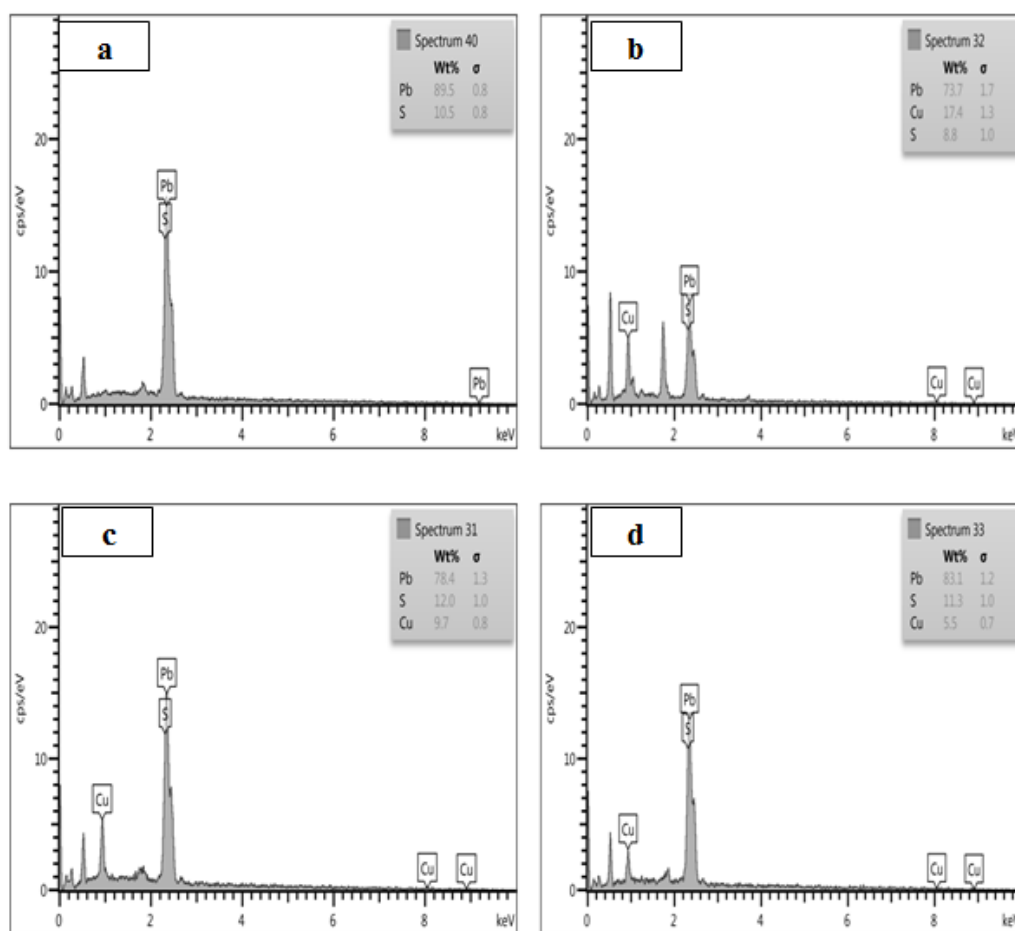 a
Spectrum 40
Wt% σ
Pb 89.5 0.8
S 10.5 0.8
20
10
0
cps/eV
Pb
S
Pb
0 2 4 6 8 keV
b
Spectrum 32
Wt% σ
Pb 73.7 1.7
Cu 17.4 1.3
S 8.8 1.0
20
10
0
cps/eV
Pb
S
Cu
Cu Cu
0 2 4 6 8 keV
c
Spectrum 31
Wt% σ
Pb 78.4 1.3
S 12.0 1.0
Cu 9.7 0.8
20
10
0
cps/eV
Pb
S
Cu
Cu Cu
0 2 4 6 8 keV
d
Spectrum 33
Wt% σ
Pb 83.1 1.2
S 11.3 1.0
Cu 5.5 0.7
20
10
0
cps/eV
Pb
S
Cu
Cu Cu
0 2 4 6 8 keV